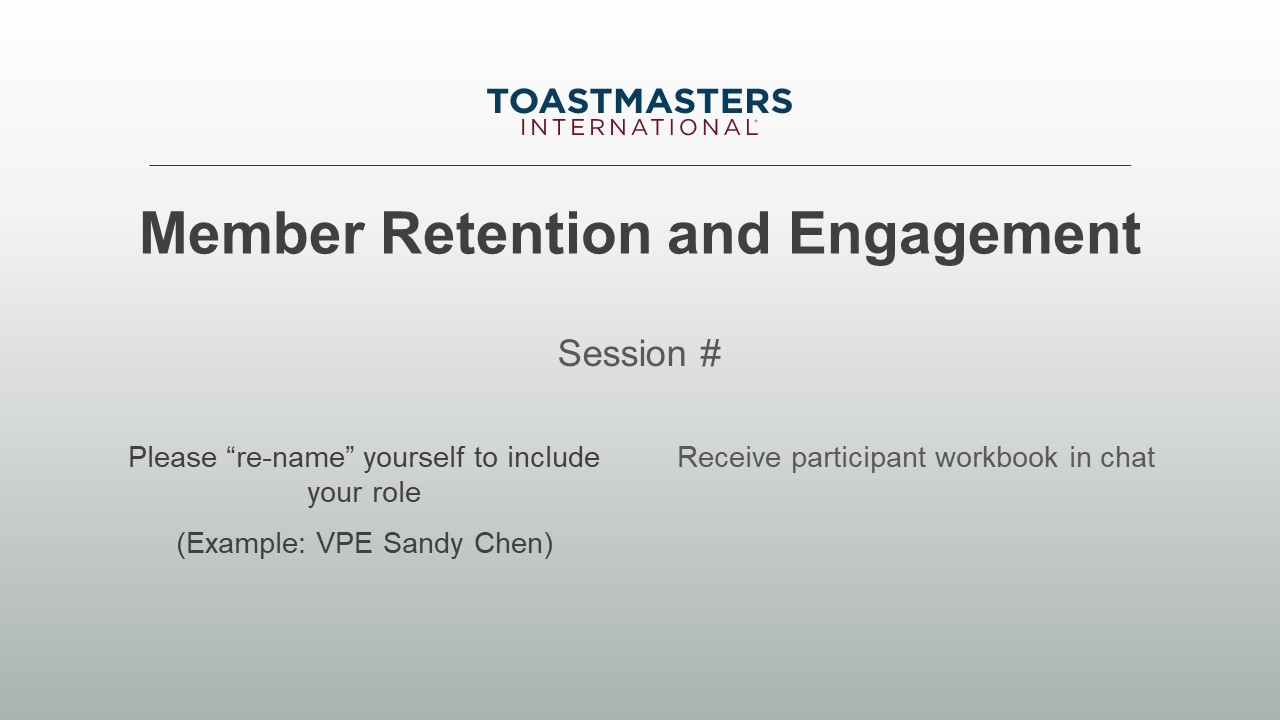 TOASTMASTERS
INTERNATIONAL
Member Retention and Engagement
Session #
Please “re-name” yourself to include
your role
(Example: VPE Sandy Chen)
Receive participant workbook in chat